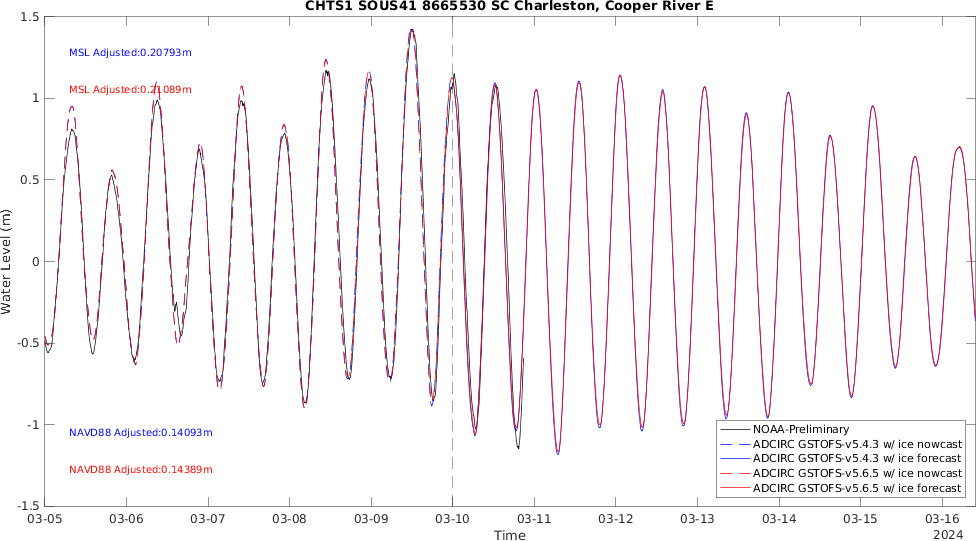 CHTS1 SOUS41 8665530 SC Charleston, Cooper River E
1.5
1
0.5
0
-0.5
-1
-1.5
Water Level (m)
MSL Adjusted:0.20793m
MSL Adjusted:0.21089m
NAVD88 Adjusted:0.14093m
NAVD88 Adjusted:0.14389m
NOAA-Preliminary
ADCIRC GSTOFS-v5.4.3 w/ ice nowcast
ADCIRC GSTOFS-v5.4.3 w/ ice forecast
ADCIRC GSTOFS-v5.6.5 w/ ice nowcast
ADCIRC GSTOFS-v5.6.5 w/ ice forecast
03-05 03-06 03-07 03-08 03-09 03-10 03-11 03-12 03-13 03-14 03-15 03-16
2024
Time